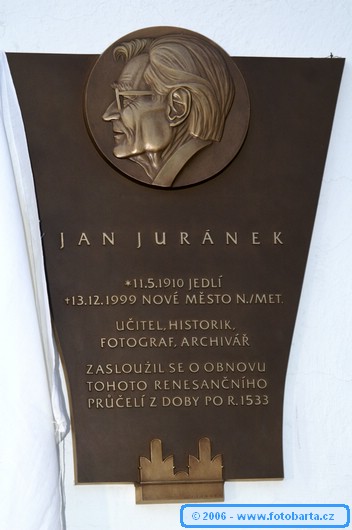 JAN JURÁNEK
*11.5.1910 JEDLÍ
†13.12.1999 NOVÉ MĚSTO N./MET.
UČITEL, HISTORIK,
FOTOGRAF, ARCHIVÁŘ
ZASLOUŽIL SE O OBNOVU
TOHOTO RENESANČNÍHO
PRŮČELÍ Z DOBY PO R. 1533
© 2006 - www.fotobarta.cz